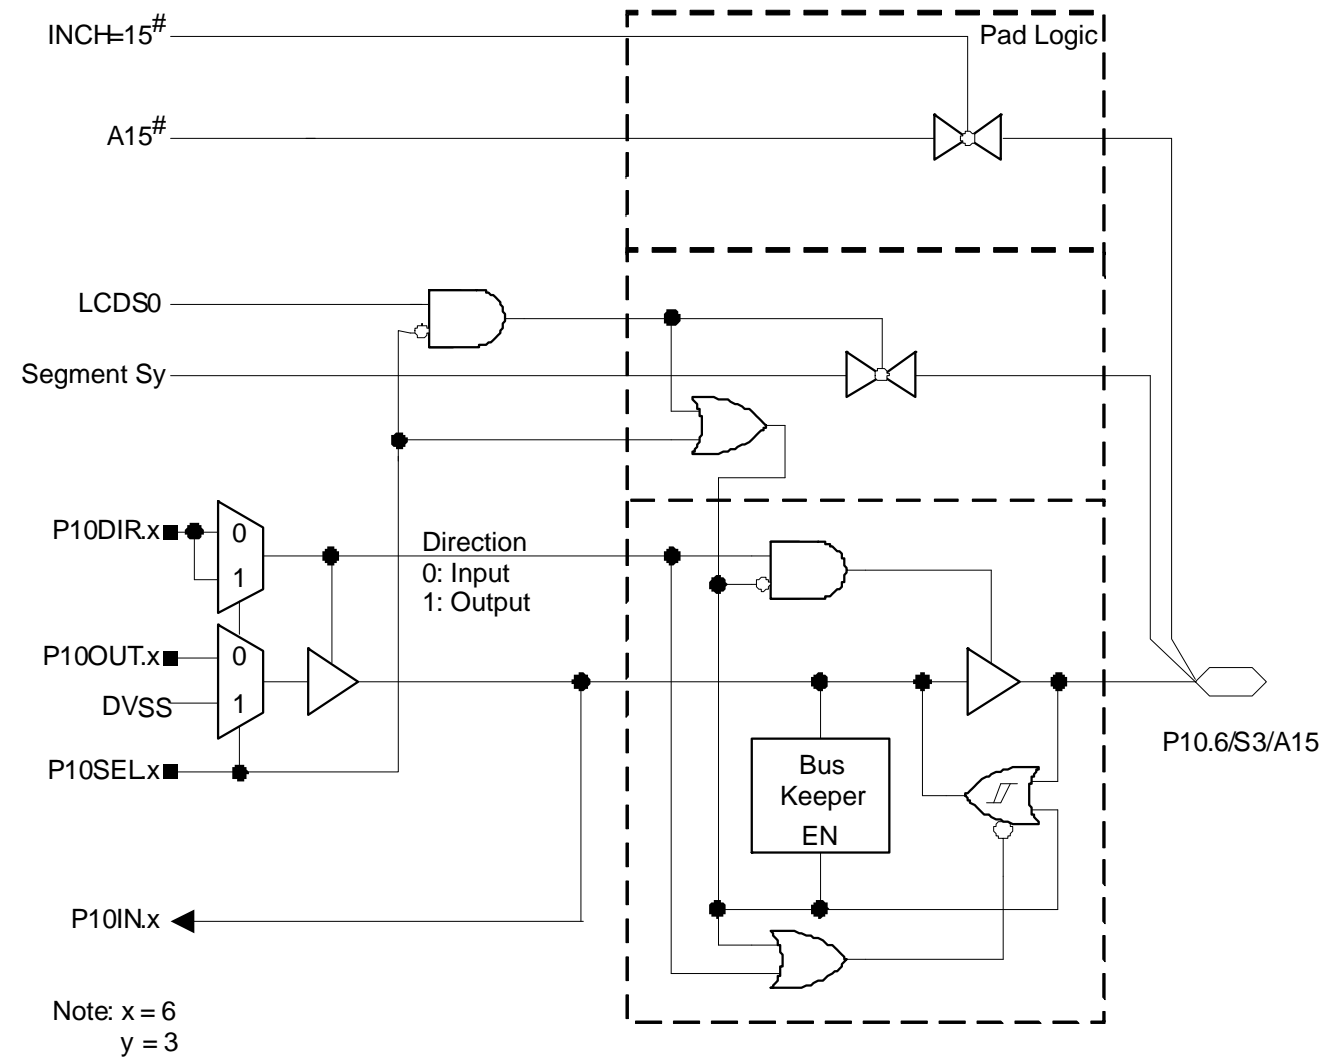 INCH=15#
Pad Logic
A15#
LCDS0
Segment Sy
P10DIR.x
0
1
Direction
0: Input
1: Output
P10OUT.x
0
DVSS
1
P10SEL.x
P10.6/S3/A15
Bus
Keeper
EN
P10IN.x
Note: x = 6
y = 3